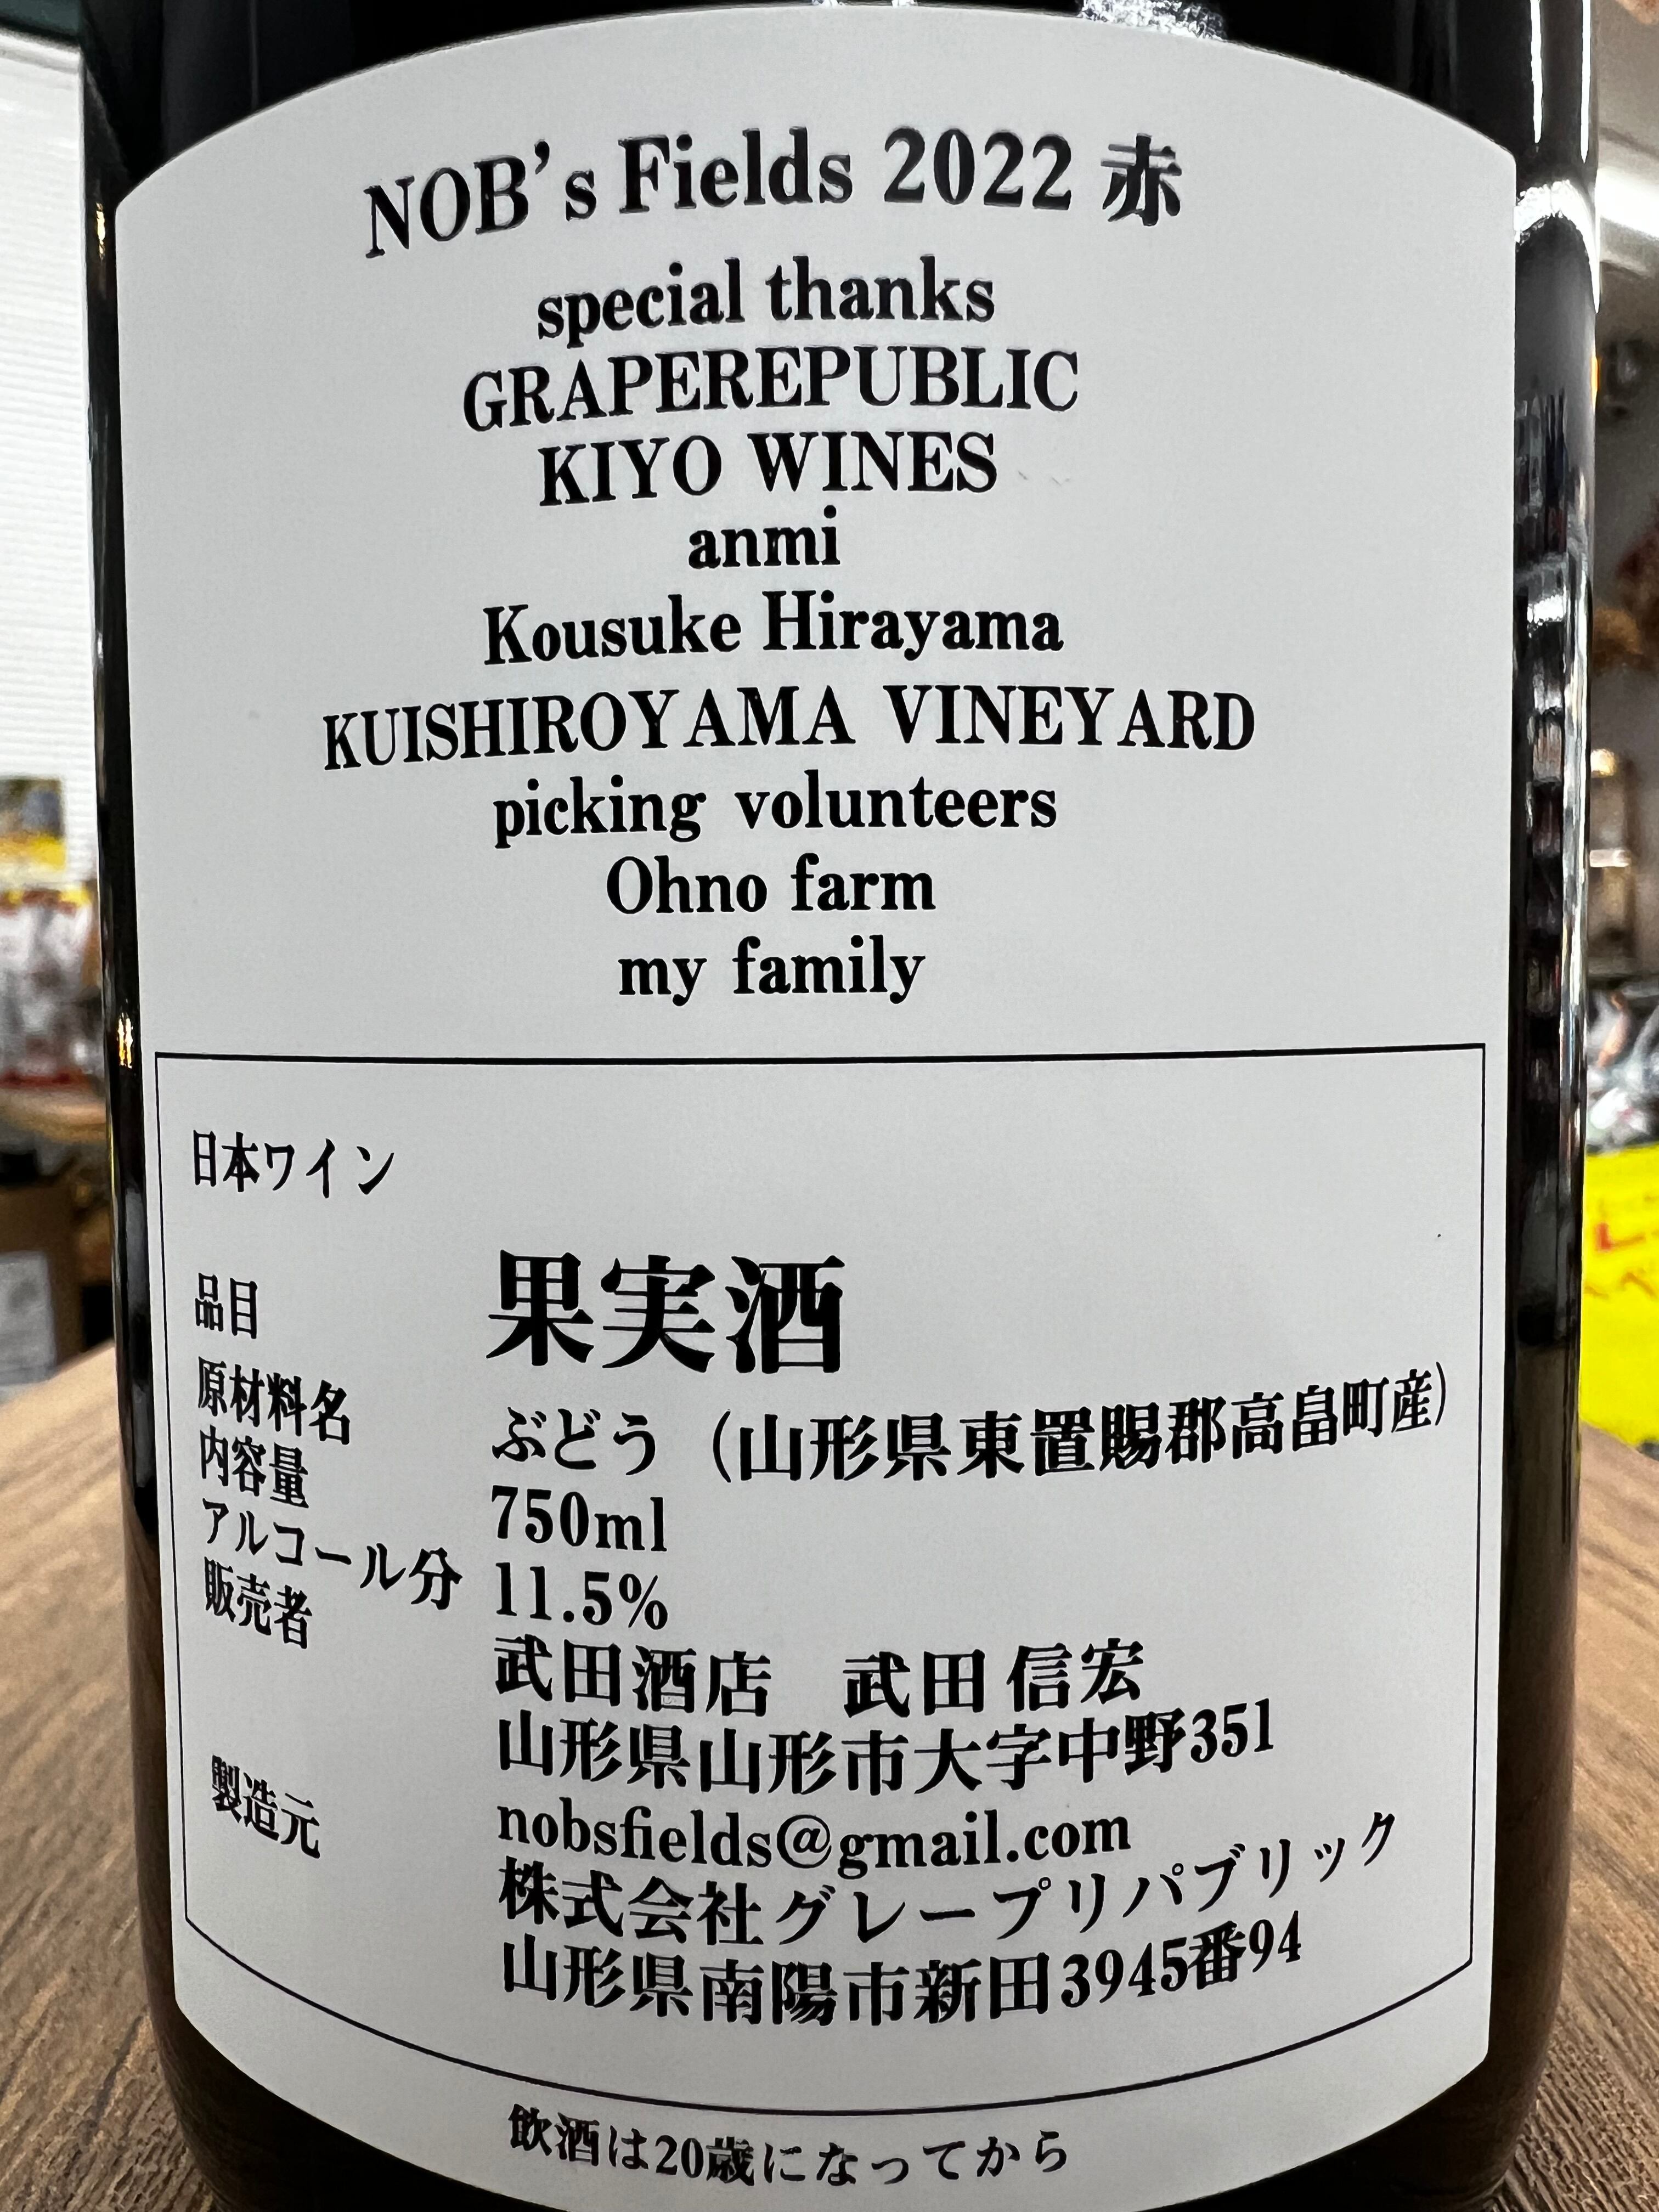 NOB's Fields 2022 赤
special thanks
GRAPEREPUBLIC
KIYO WINES
anmi
Kousuke Hirayama
KUISHIROYAMA VINEYARD
picking volunteers
Ohno farm
my family
日本ワイン
品目 果実酒
原材料名 ぶどう（山形県東置賜郡高畠町産）
内容量 750ml
アルコール分 11.5%
販売者 武田酒店　武田信宏
山形県山形市大字中野351
nobsfields@gmail.com
製造元 株式会社グレープリパブリック
山形県南陽市新田3945番94
飲酒は20歳になってから